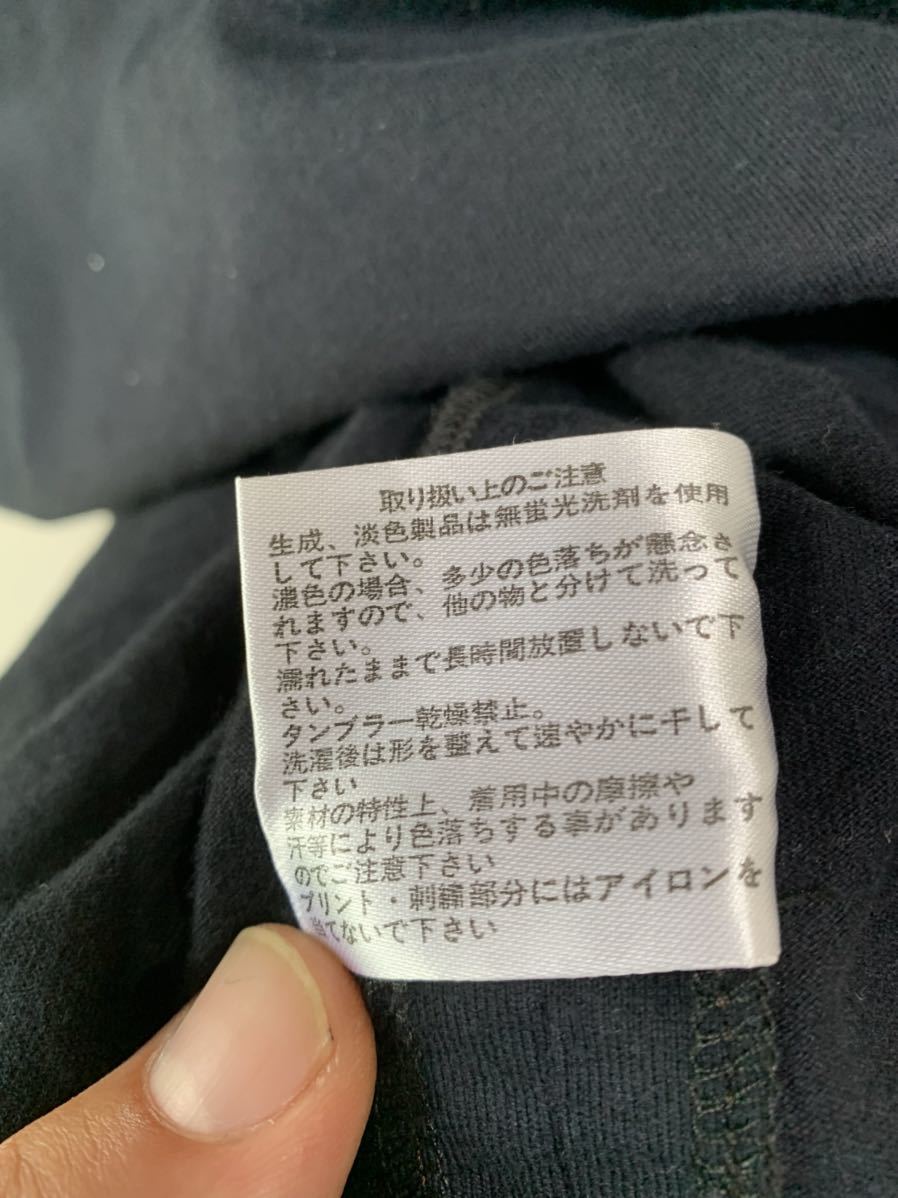 取り扱い上のご注意
生成、淡色製品は無蛍光洗剤を使用
して下さい。
濃色の場合、多少の色落ちが懸念さ
れますので、他の物と分けて洗って
下さい。
濡れたままで長時間放置しないで下
さい。
タンブラー乾燥禁止。
洗濯後は形を整えて速やかに干して
下さい
素材の特性上、着用中の摩擦や
汗等により色落ちする事があります
のでご注意下さい
プリント・刺繍部分にはアイロンを
当てないで下さい